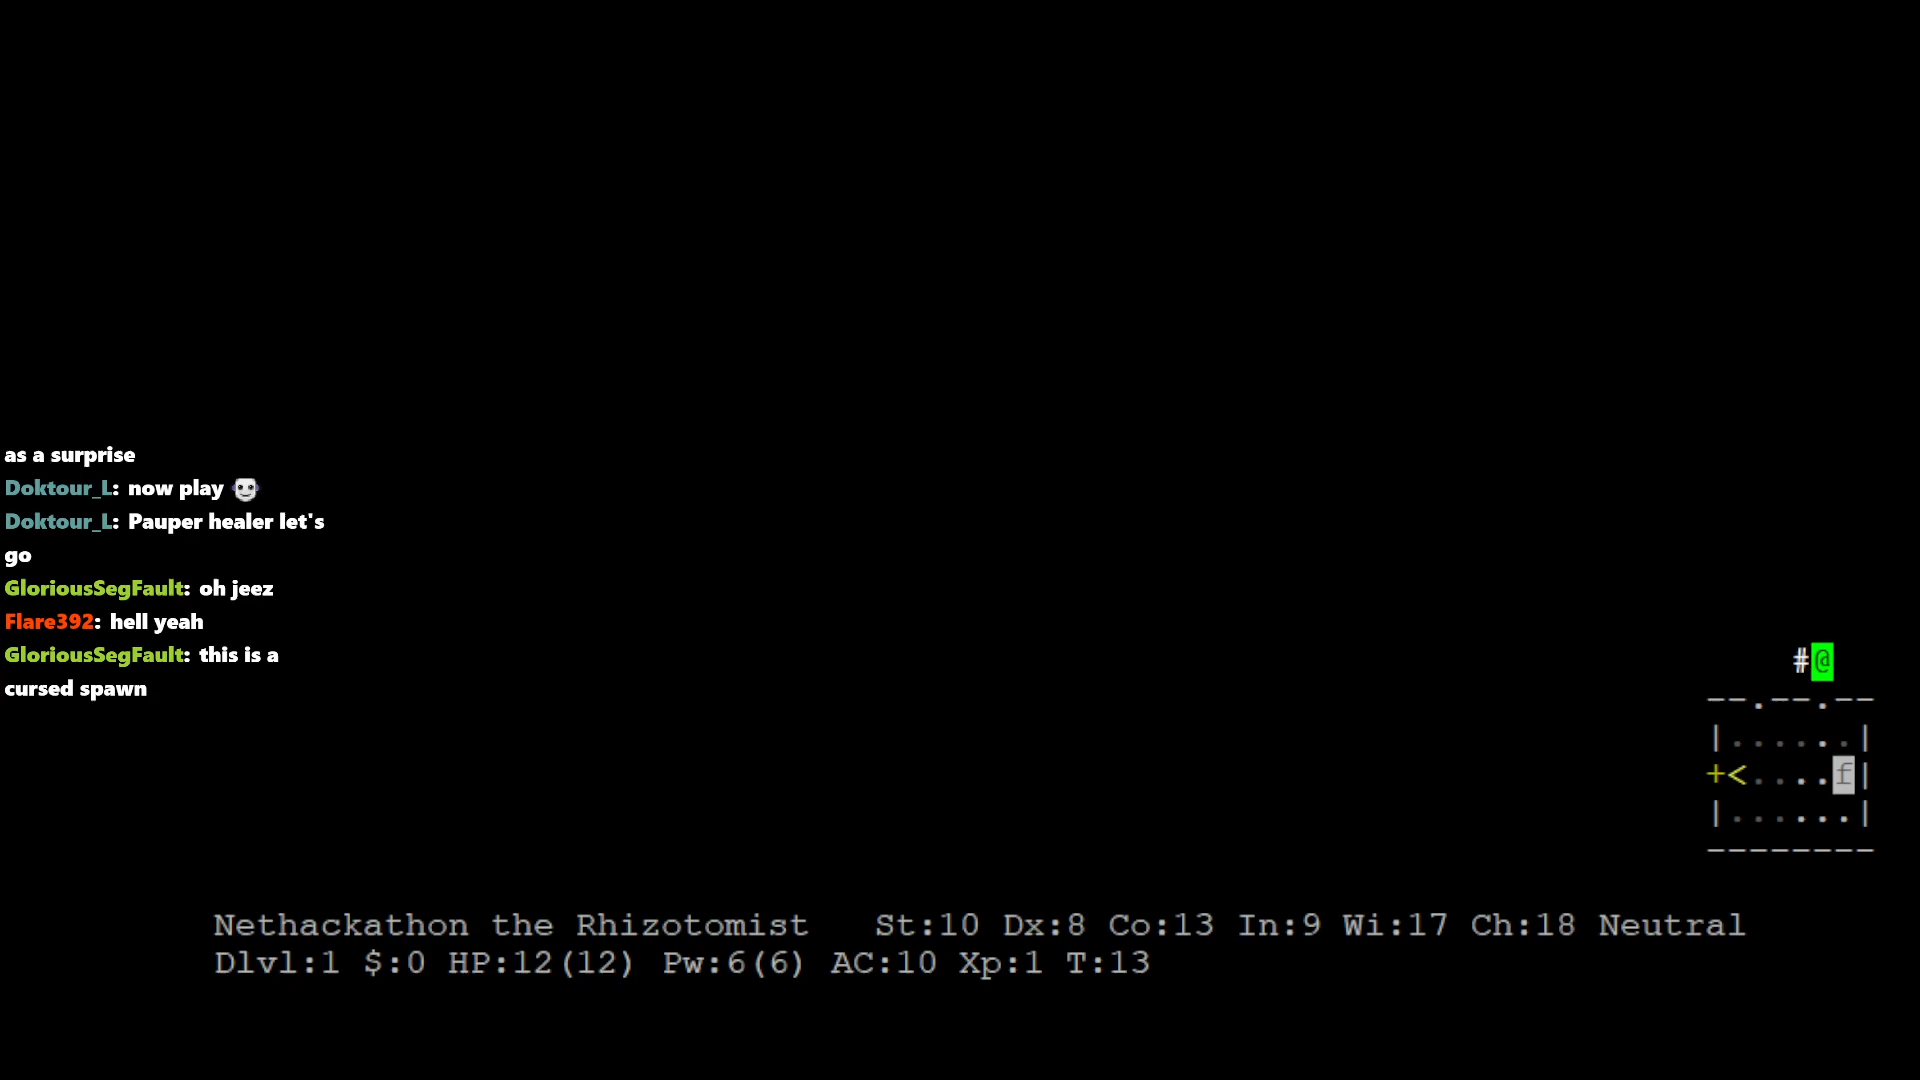 as a surprise
Doktour_L: now play
Doktour_L: Pauper healer let's
go
GloriousSegFault: oh jeez
Flare392: hell yeah
GloriousSegFault: this is a
cursed spawn
#@
--.--.--
|......|
+<....f|
|......|
--------
Nethackathon the Rhizotomist St:10 Dx:8 Co:13 In:9 Wi:17 Ch:18 Neutral
Dlvl:1 $:0 HP:12(12) Pw:6(6) AC:10 Xp:1 T:13